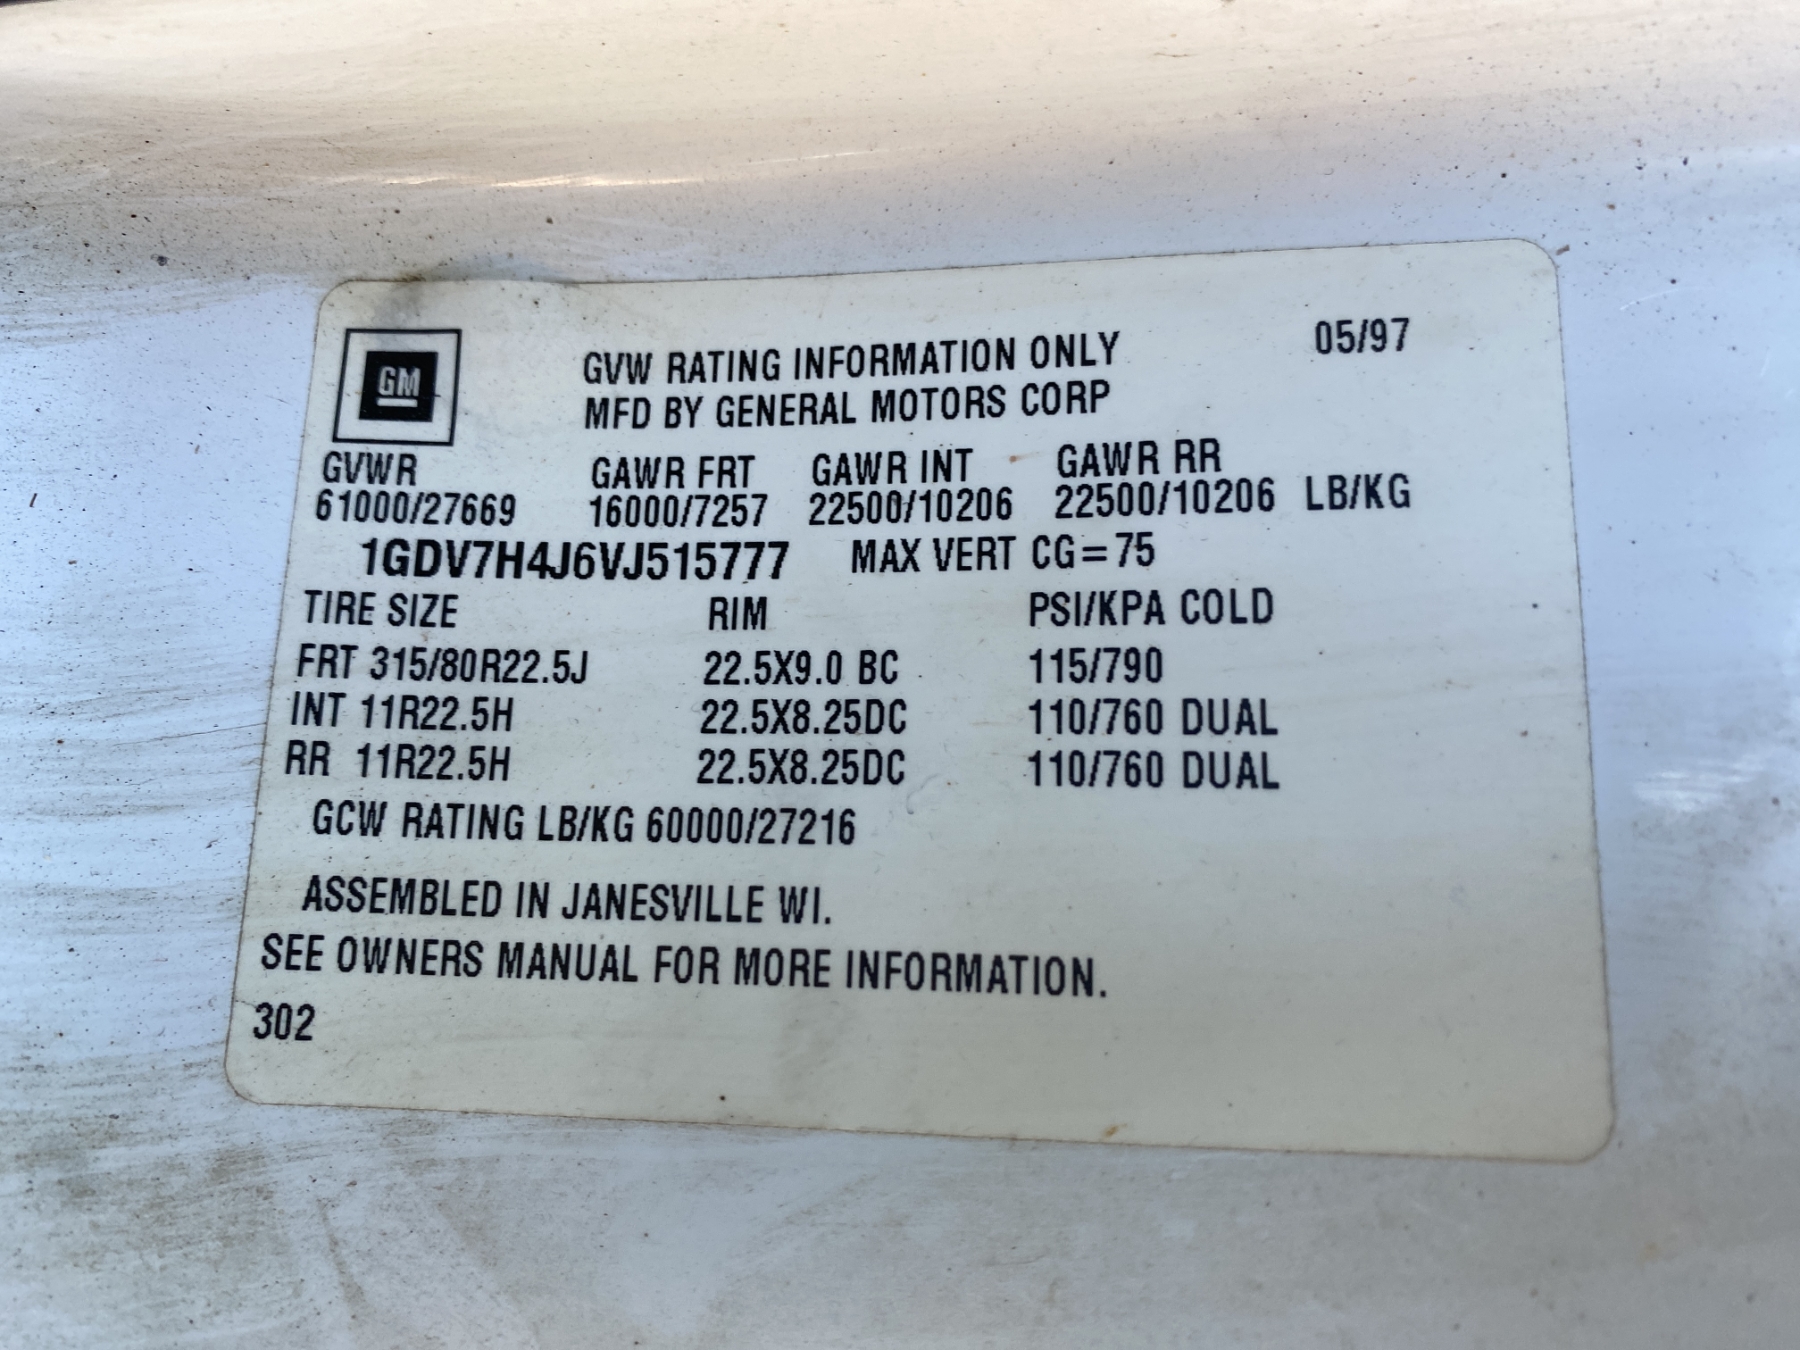 GM
GVW RATING INFORMATION ONLY 05/97
MFD BY GENERAL MOTORS CORP
GVWR GAWR FRT GAWR INT GAWR RR
61000/27669 16000/7257 22500/10206 22500/10206 LB/KG
1GDV7H4J6VJ515777 MAX VERT CG=75
TIRE SIZE RIM PSI/KPA COLD
FRT 315/80R22.5J 22.5X9.0 BC 115/790
INT 11R22.5H 22.5X8.25DC 110/760 DUAL
RR 11R22.5H 22.5X8.25DC 110/760 DUAL
GCW RATING LB/KG 60000/27216
ASSEMBLED IN JANESVILLE WI.
SEE OWNERS MANUAL FOR MORE INFORMATION.
302